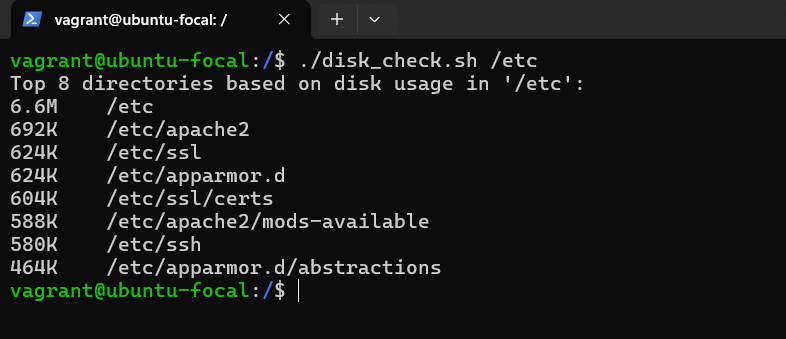 vagrant@ubuntu-focal: /
vagrant@ubuntu-focal:/$ ./disk_check.sh /etc
Top 8 directories based on disk usage in '/etc':
6.6M    /etc
692K    /etc/apache2
624K    /etc/ssl
624K    /etc/apparmor.d
604K    /etc/ssl/certs
588K    /etc/apache2/mods-available
580K    /etc/ssh
464K    /etc/apparmor.d/abstractions
vagrant@ubuntu-focal:/$